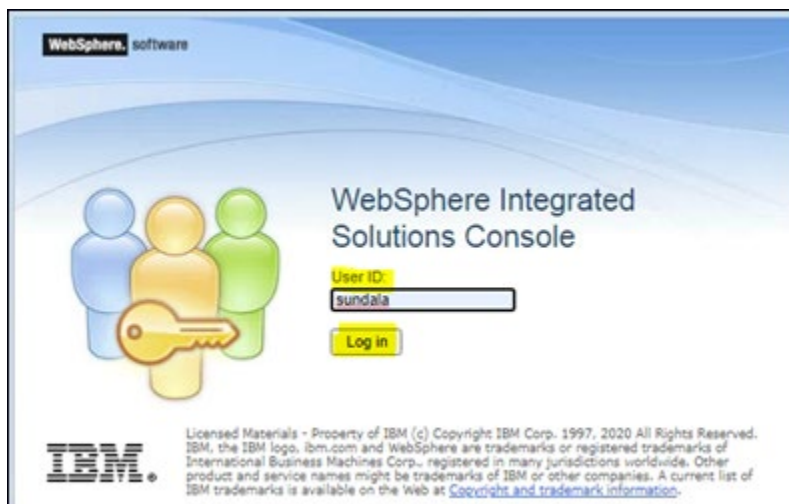 WebSphere. software
WebSphere Integrated
Solutions Console
User ID:
sundala
Log in
IBM.
Licensed Materials - Property of IBM (c) Copyright IBM Corp. 1997, 2020 All Rights Reserved.
IBM, the IBM logo, ibm.com and WebSphere are trademarks or registered trademarks of
International Business Machines Corp., registered in many jurisdictions worldwide. Other
product and service names might be trademarks of IBM or other companies. A current list of
IBM trademarks is available on the Web at Copyright and trademark information.